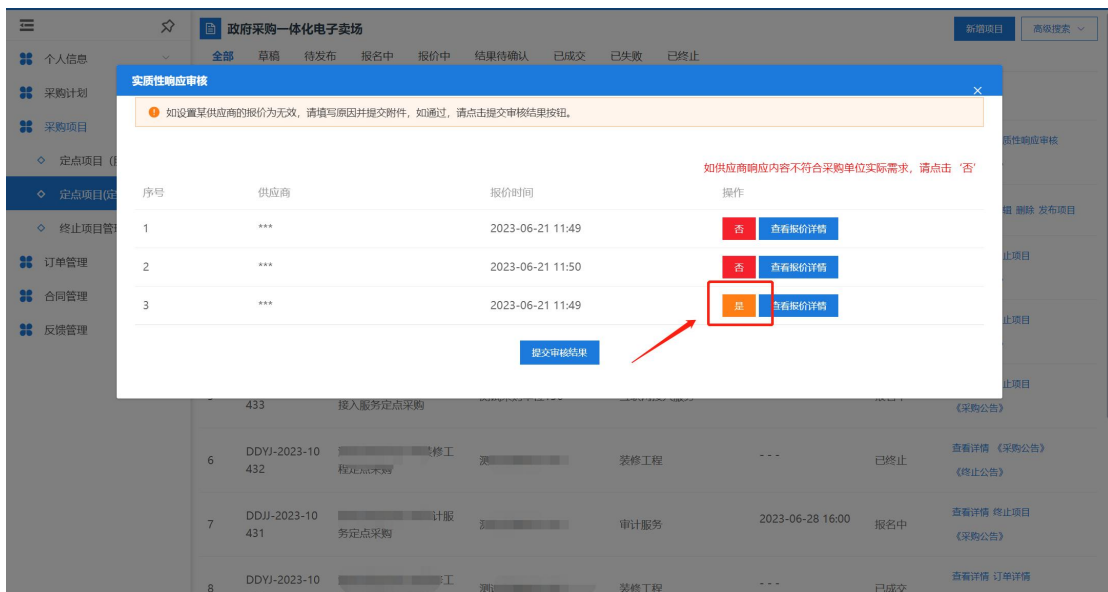 政府采购一体化电子卖场
新增项目 高级搜索
个人信息
全部 草稿 待发布 报名中 报价中 结果待确认 已成交 已失败 已终止
实质性响应审核
采购计划
如设置某供应商的报价为无效，请填写原因并提交附件，如通过，请点击提交审核结果按钮。
采购项目
质性响应审核
定点项目
如供应商响应内容不符合采购单位实际需求，请点击‘否’
定点项目(定
序号 供应商 报价时间 操作
辑 删除 发布项目
终止项目管
1 *** 2023-06-21 11:49 否 查看报价详情
订单管理
止项目
2 *** 2023-06-21 11:50 否 查看报价详情
合同管理
3 *** 2023-06-21 11:49 是 查看报价详情
止项目
反馈管理
提交审核结果
止项目
433 接入服务定点采购
《采购公告》
DDYJ-2023-10 修工 查看详情 《采购公告》
6 装修工程 - - - 已终止
432 程定点采购
《终止公告》
DDJJ-2023-10 计服 查看详情 终止项目
7 审计服务 2023-06-28 16:00 报名中
431 务定点采购
《采购公告》
DDYJ-2023-10 工 查看详情 订单详情
8 装修工程 - - - 已成交